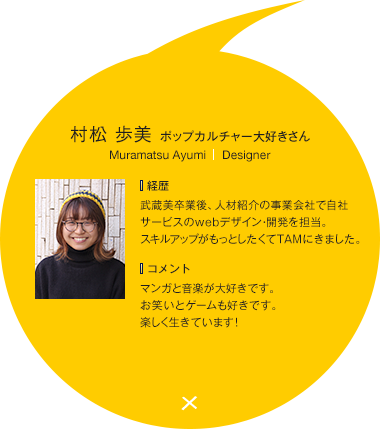 村松 歩美 ポップカルチャー大好きさん
Muramatsu Ayumi | Designer
経歴
武蔵美卒業後、人材紹介の事業会社で自社
サービスのwebデザイン・開発を担当。
スキルアップがもっとしたくてTAMにきました。
コメント
マンガと音楽が大好きです。
お笑いとゲームも好きです。
楽しく生きています！